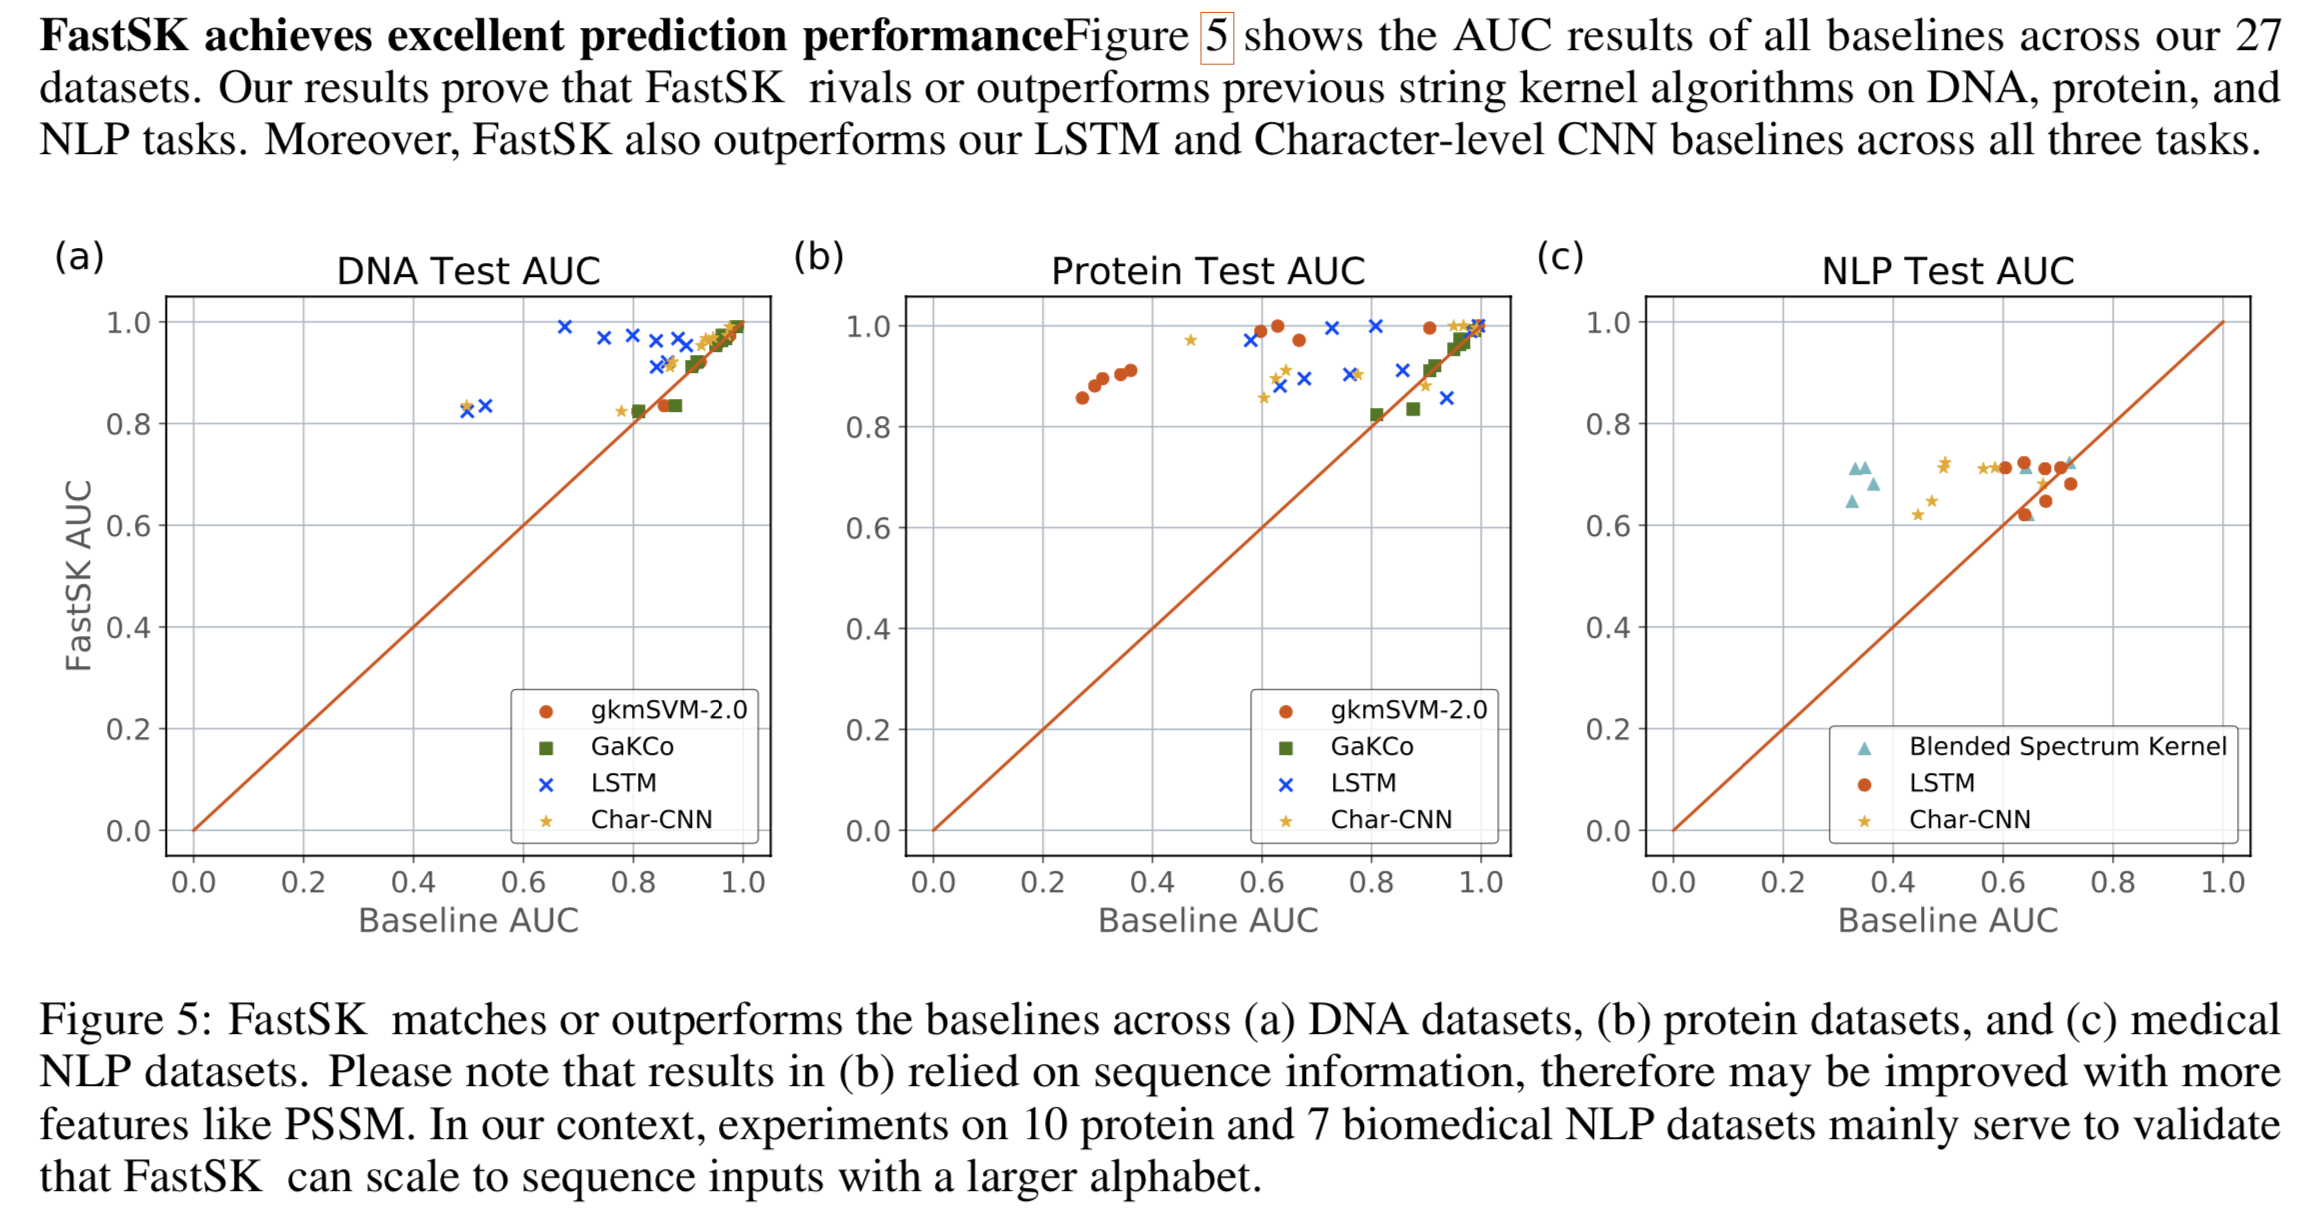 FastSK achieves excellent prediction performanceFigure 5 shows the AUC results of all baselines across our 27
datasets. Our results prove that FastSK rivals or outperforms previous string kernel algorithms on DNA, protein, and
NLP tasks. Moreover, FastSK also outperforms our LSTM and Character-level CNN baselines across all three tasks.
(a)
DNA Test AUC
FastSK AUC
1.0
0.8
0.6
0.4
0.2
0.0
gkmSVM-2.0
GaKCo
LSTM
Char-CNN
0.0 0.2 0.4 0.6 0.8 1.0
Baseline AUC
(b)
Protein Test AUC
1.0
0.8
0.6
0.4
0.2
0.0
gkmSVM-2.0
GaKCo
LSTM
Char-CNN
0.0 0.2 0.4 0.6 0.8 1.0
Baseline AUC
(c)
NLP Test AUC
1.0
0.8
0.6
0.4
0.2
0.0
Blended Spectrum Kernel
LSTM
Char-CNN
0.0 0.2 0.4 0.6 0.8 1.0
Baseline AUC
Figure 5: FastSK matches or outperforms the baselines across (a) DNA datasets, (b) protein datasets, and (c) medical
NLP datasets. Please note that results in (b) relied on sequence information, therefore may be improved with more
features like PSSM. In our context, experiments on 10 protein and 7 biomedical NLP datasets mainly serve to validate
that FastSK can scale to sequence inputs with a larger alphabet.